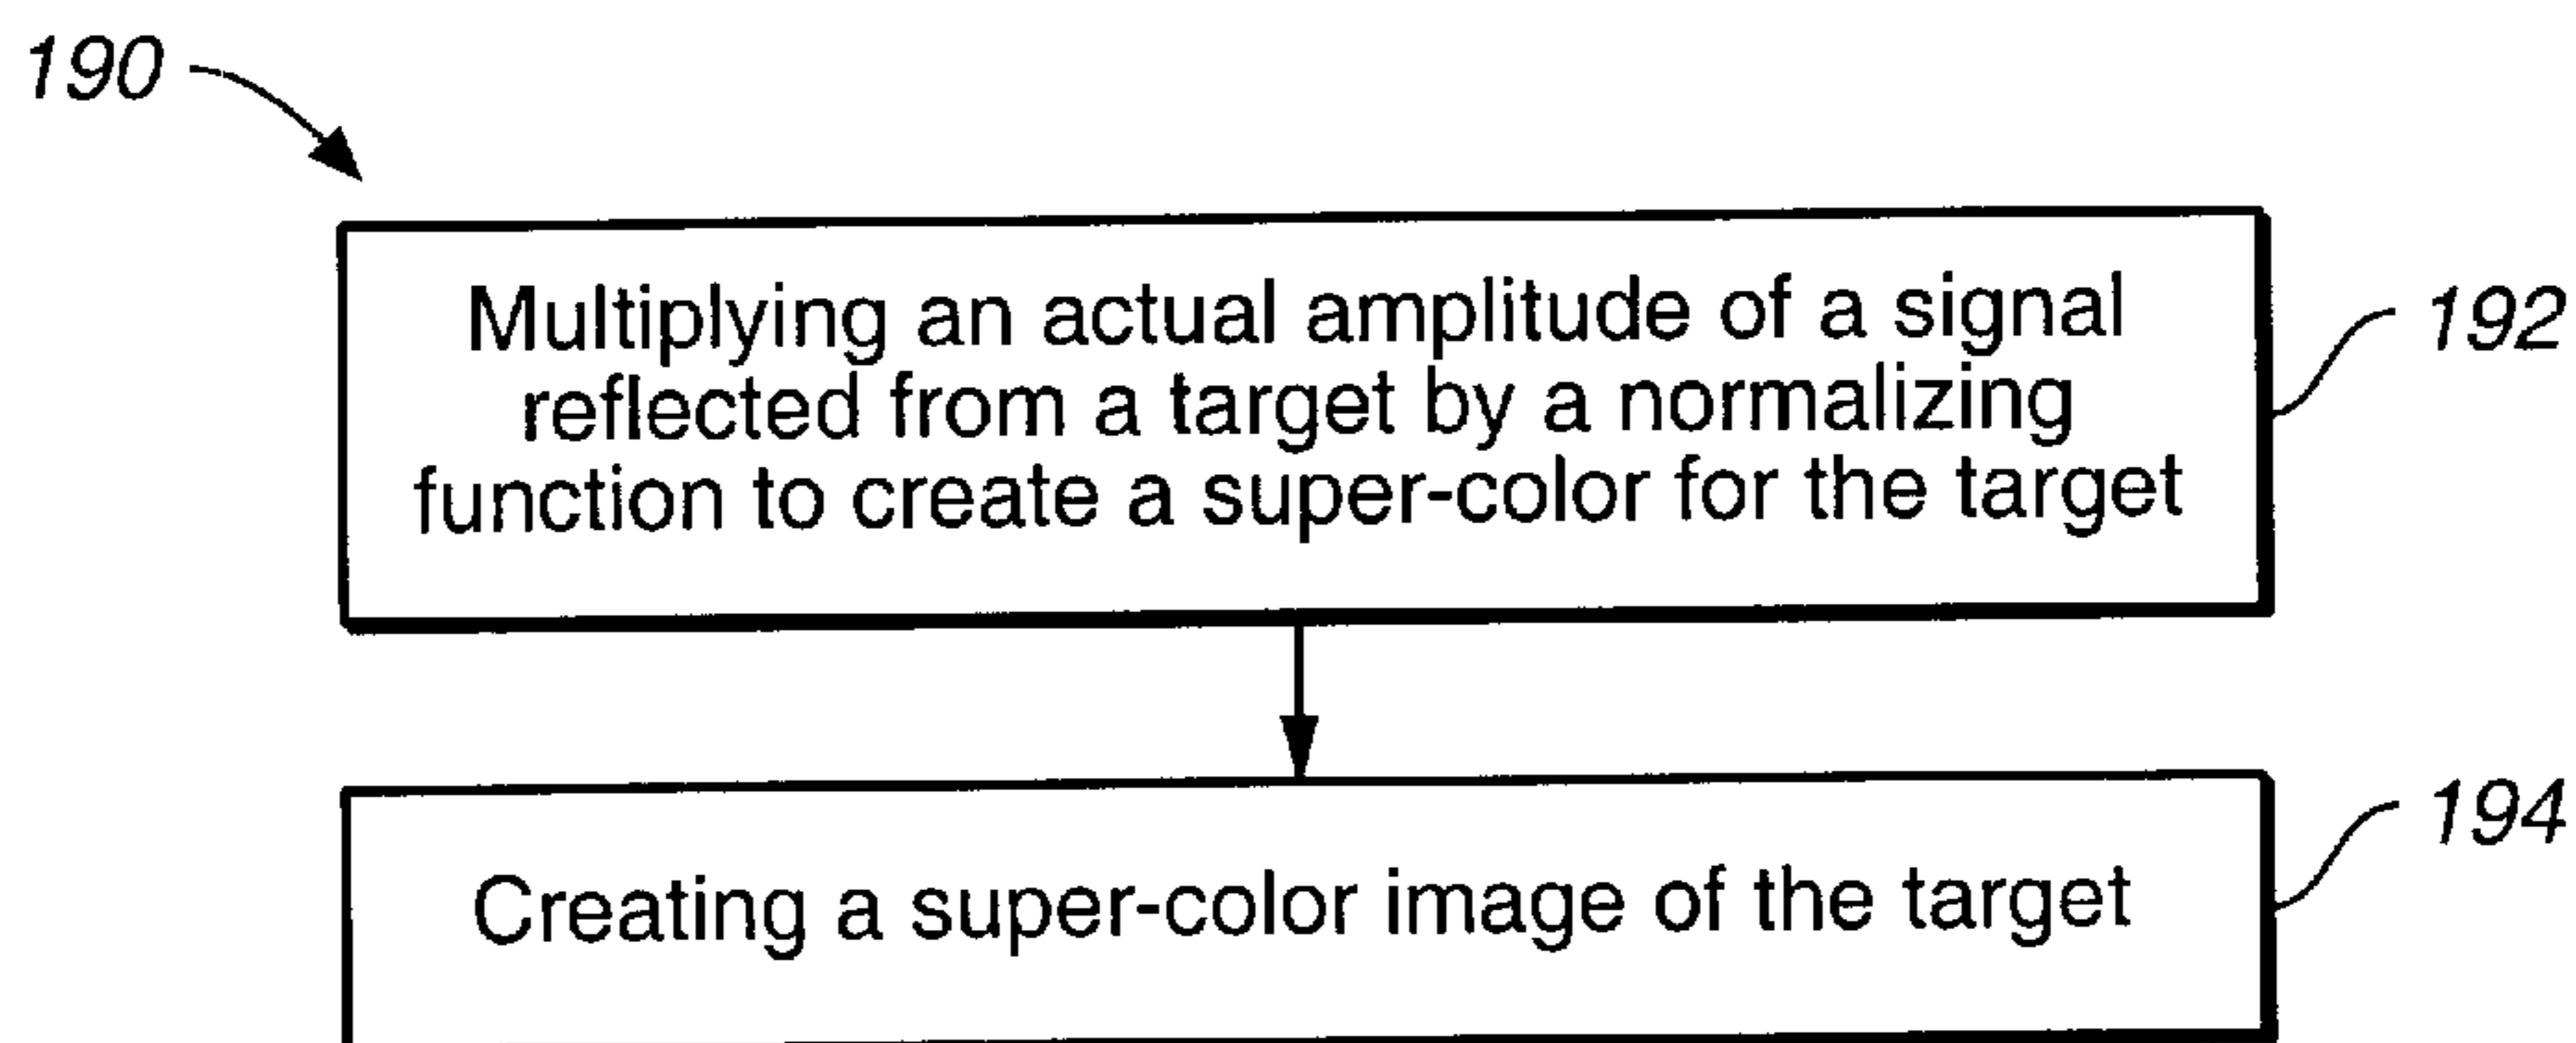 190
Multiplying an actual amplitude of a signal
reflected from a target by a normalizing
function to create a super-color for the target
192
Creating a super-color image of the target
194